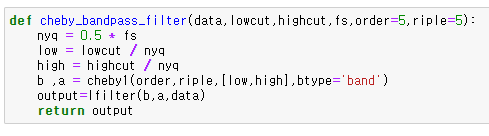 def cheby_bandpass_filter(data,lowcut,highcut,fs,order=5,riple=5):
    nyq = 0.5 * fs
    low = lowcut / nyq
    high = highcut / nyq
    b ,a = cheby1(order,riple,[low,high],btype='band')
    output=lfilter(b,a,data)
    return output